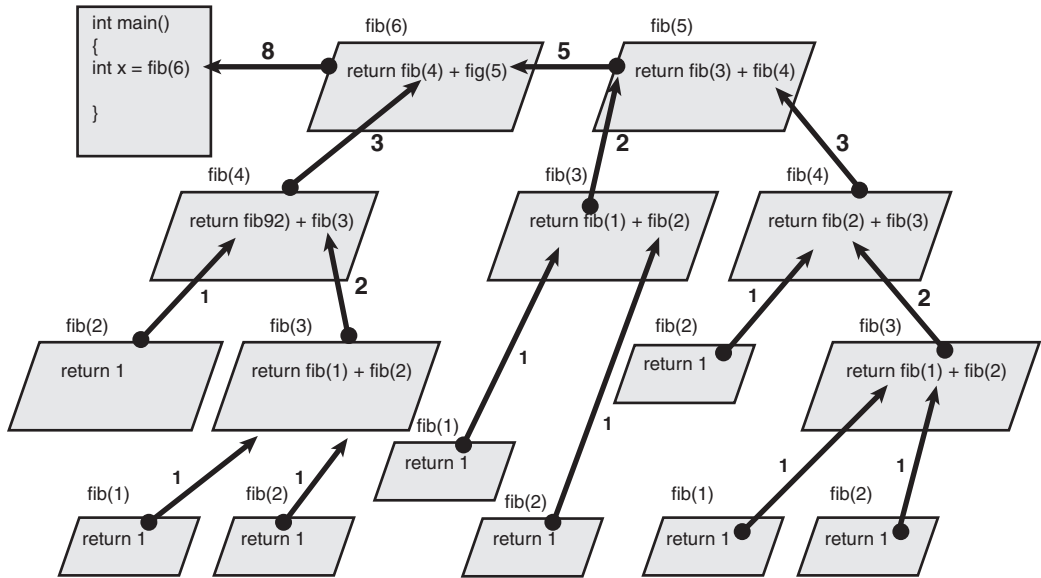 int main()
{
int x = fib(6)
}
8
fib(6)
return fib(4) + fig(5)
5
fib(5)
return fib(3) + fib(4)
3
2
3
fib(4)
return fib92) + fib(3)
fib(3)
return fib(1) + fib(2)
fib(4)
return fib(2) + fib(3)
1
2
1
2
fib(2)
return 1
fib(3)
return fib(1) + fib(2)
1
1
fib(2)
return 1
fib(3)
return fib(1) + fib(2)
fib(1)
return 1
1
1
1
1
fib(1)
return 1
fib(2)
return 1
fib(2)
return 1
fib(1)
return 1
fib(2)
return 1